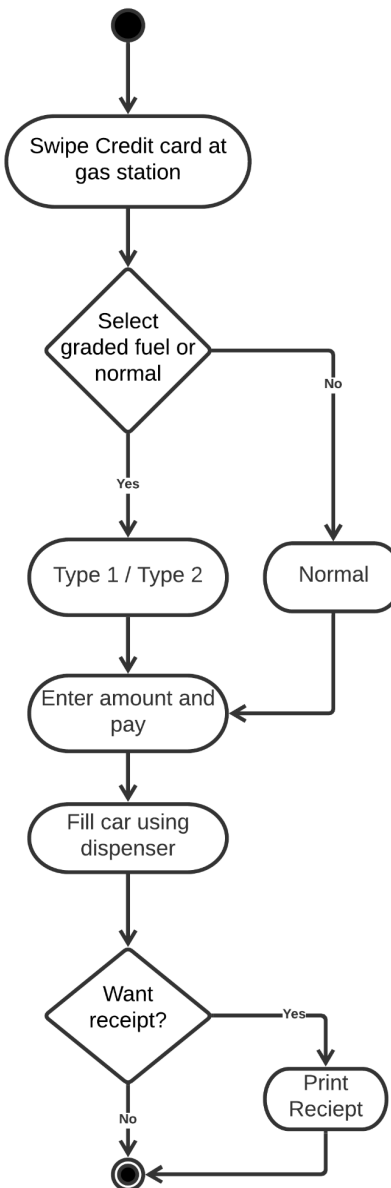 Swipe Credit card at
gas station
Select
graded fuel or
normal
No
Yes
Type 1 / Type 2
Normal
Enter amount and
pay
Fill car using
dispenser
Want
receipt?
Yes
Print
Reciept
No